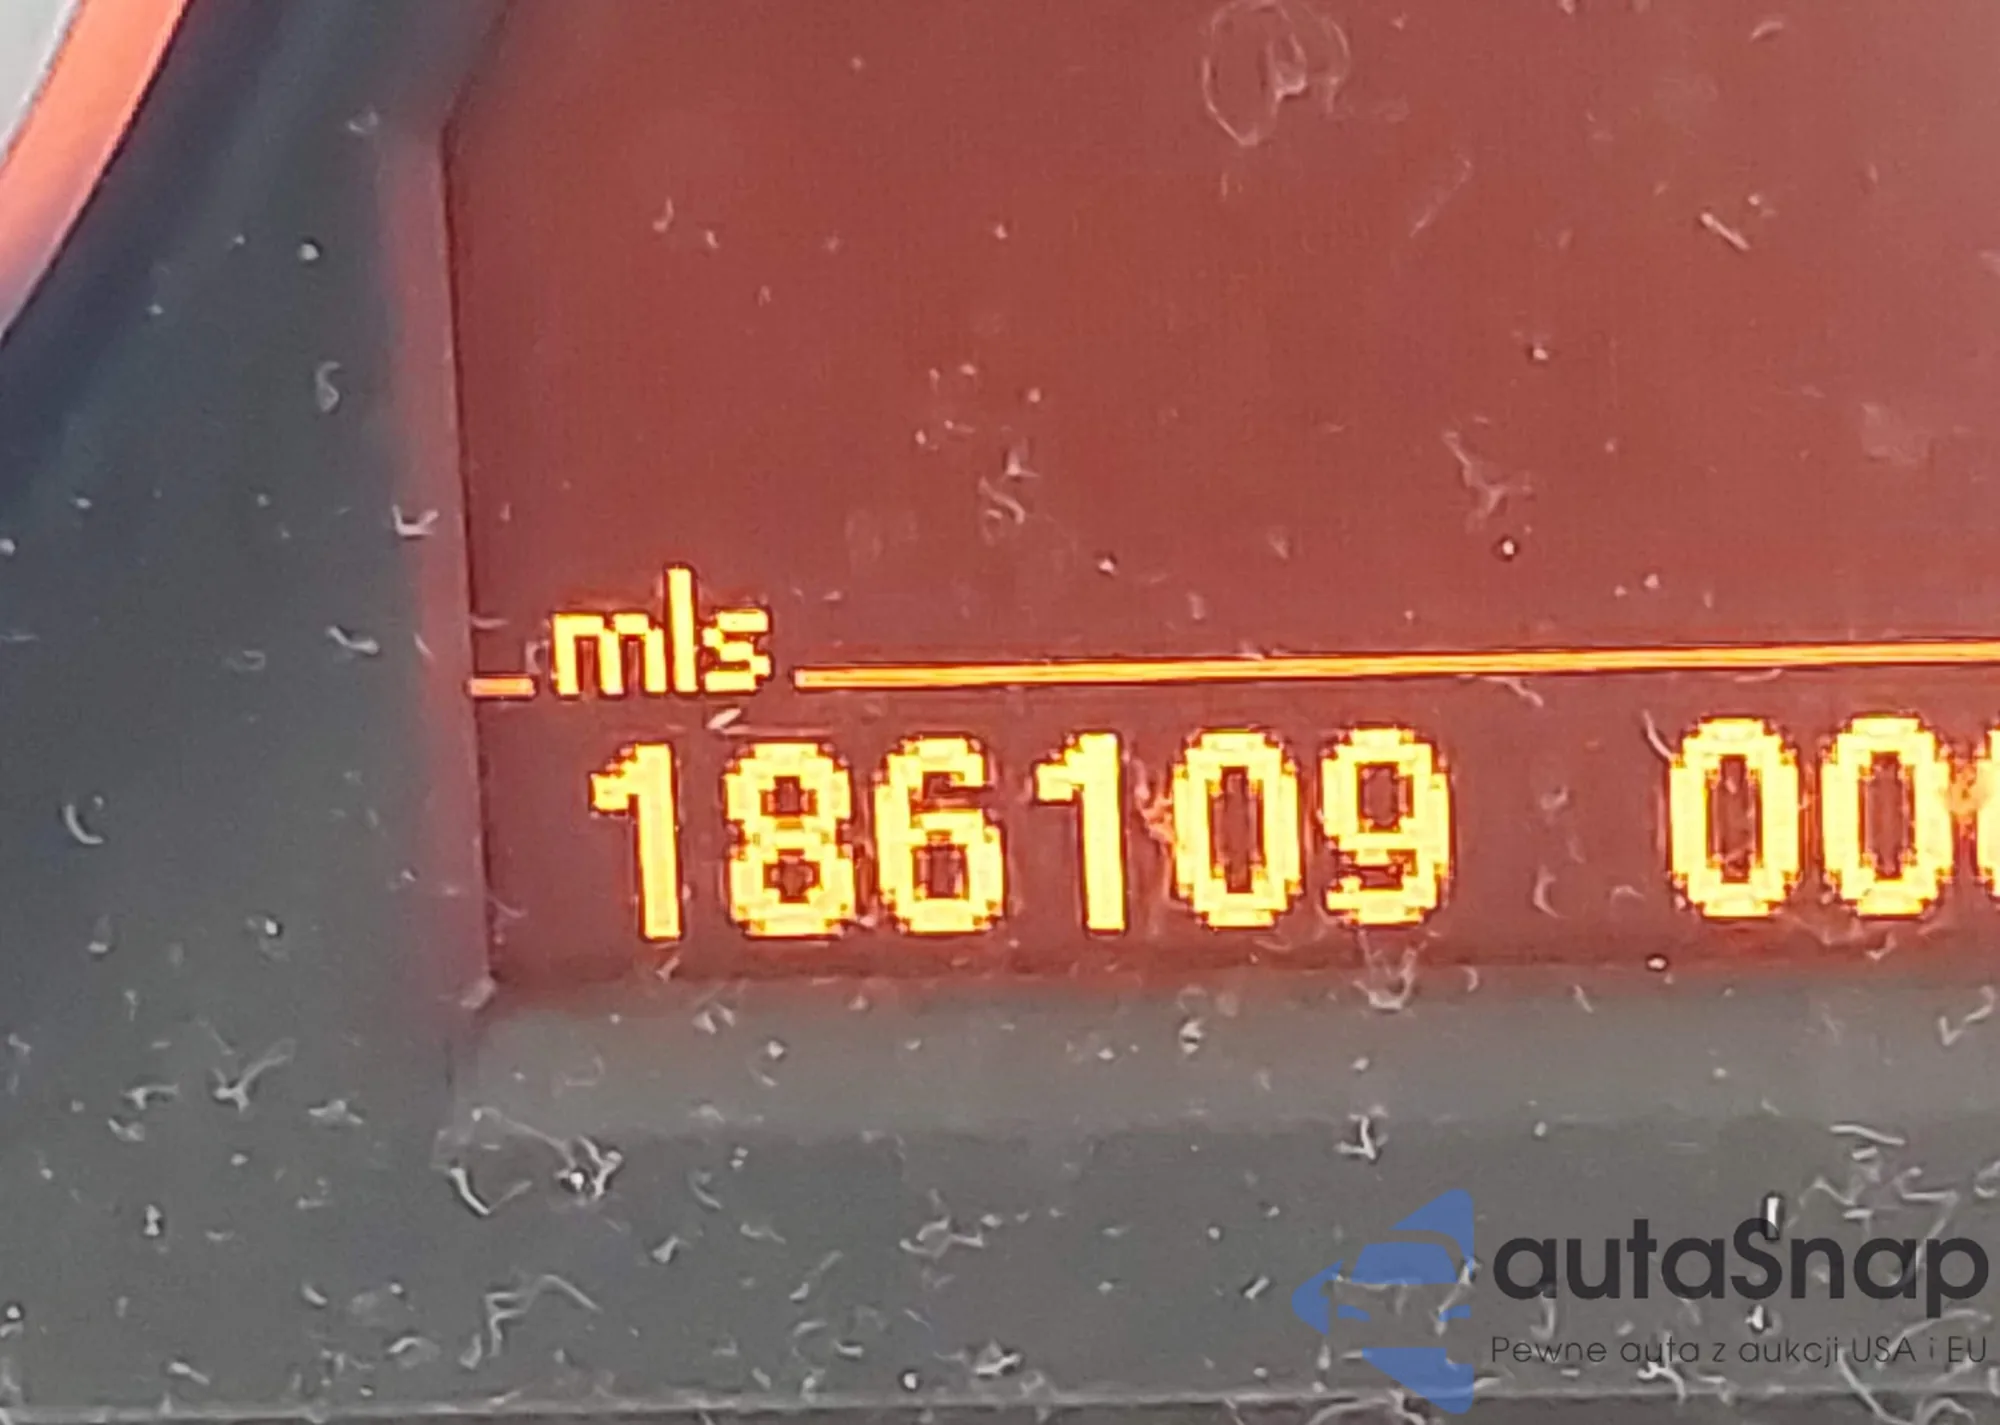 mls
186109 00
autaSnap
Pewne auta z aukcji USA i EU